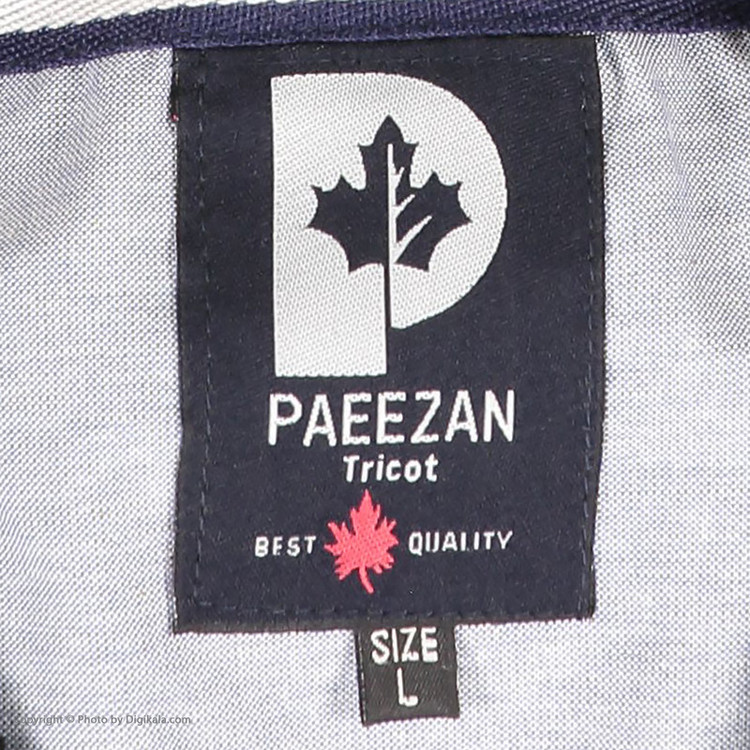 PAEEZAN
Tricot
BEST QUALITY
SIZE
L
Copyright © Photo by Digikala.com